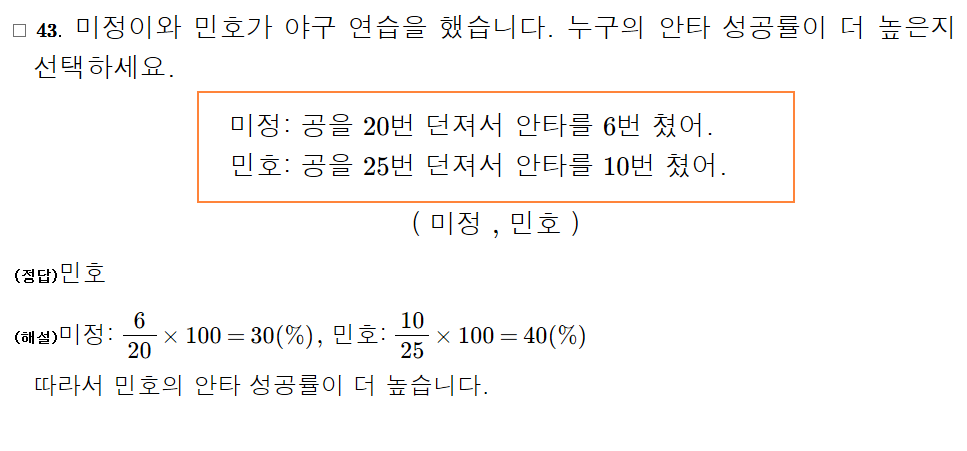 □ 43. 미정이와 민호가 야구 연습을 했습니다. 누구의 안타 성공률이 더 높은지
선택하세요.
미정: 공을 20번 던져서 안타를 6번 쳤어.
민호: 공을 25번 던져서 안타를 10번 쳤어.
( 미정 , 민호 )
(정답)민호
(해설)미정: 6/20 × 100 = 30(%), 민호: 10/25 × 100 = 40(%)
따라서 민호의 안타 성공률이 더 높습니다.